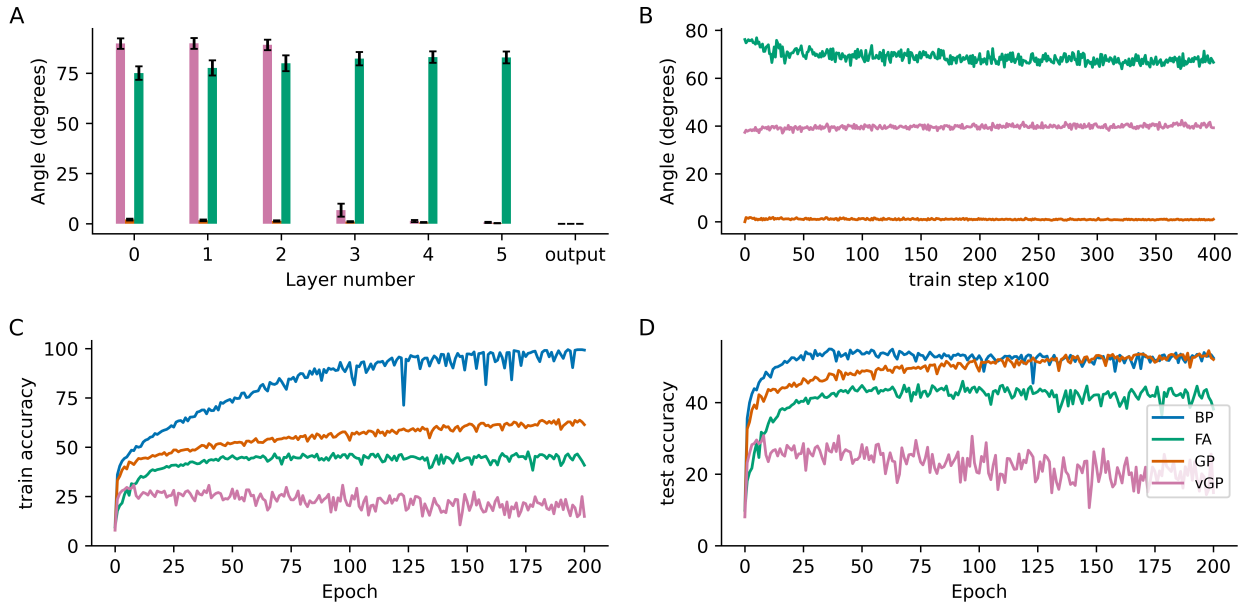 A
Angle (degrees)
75
50
25
0
0 1 2 3 4 5 output
Layer number
B
Angle (degrees)
80
60
40
20
0
0 50 100 150 200 250 300 350 400
train step x100
C
train accuracy
100
75
50
25
0
0 25 50 75 100 125 150 175 200
Epoch
D
test accuracy
40
20
0
0 25 50 75 100 125 150 175 200
Epoch
BP
FA
GP
vGP